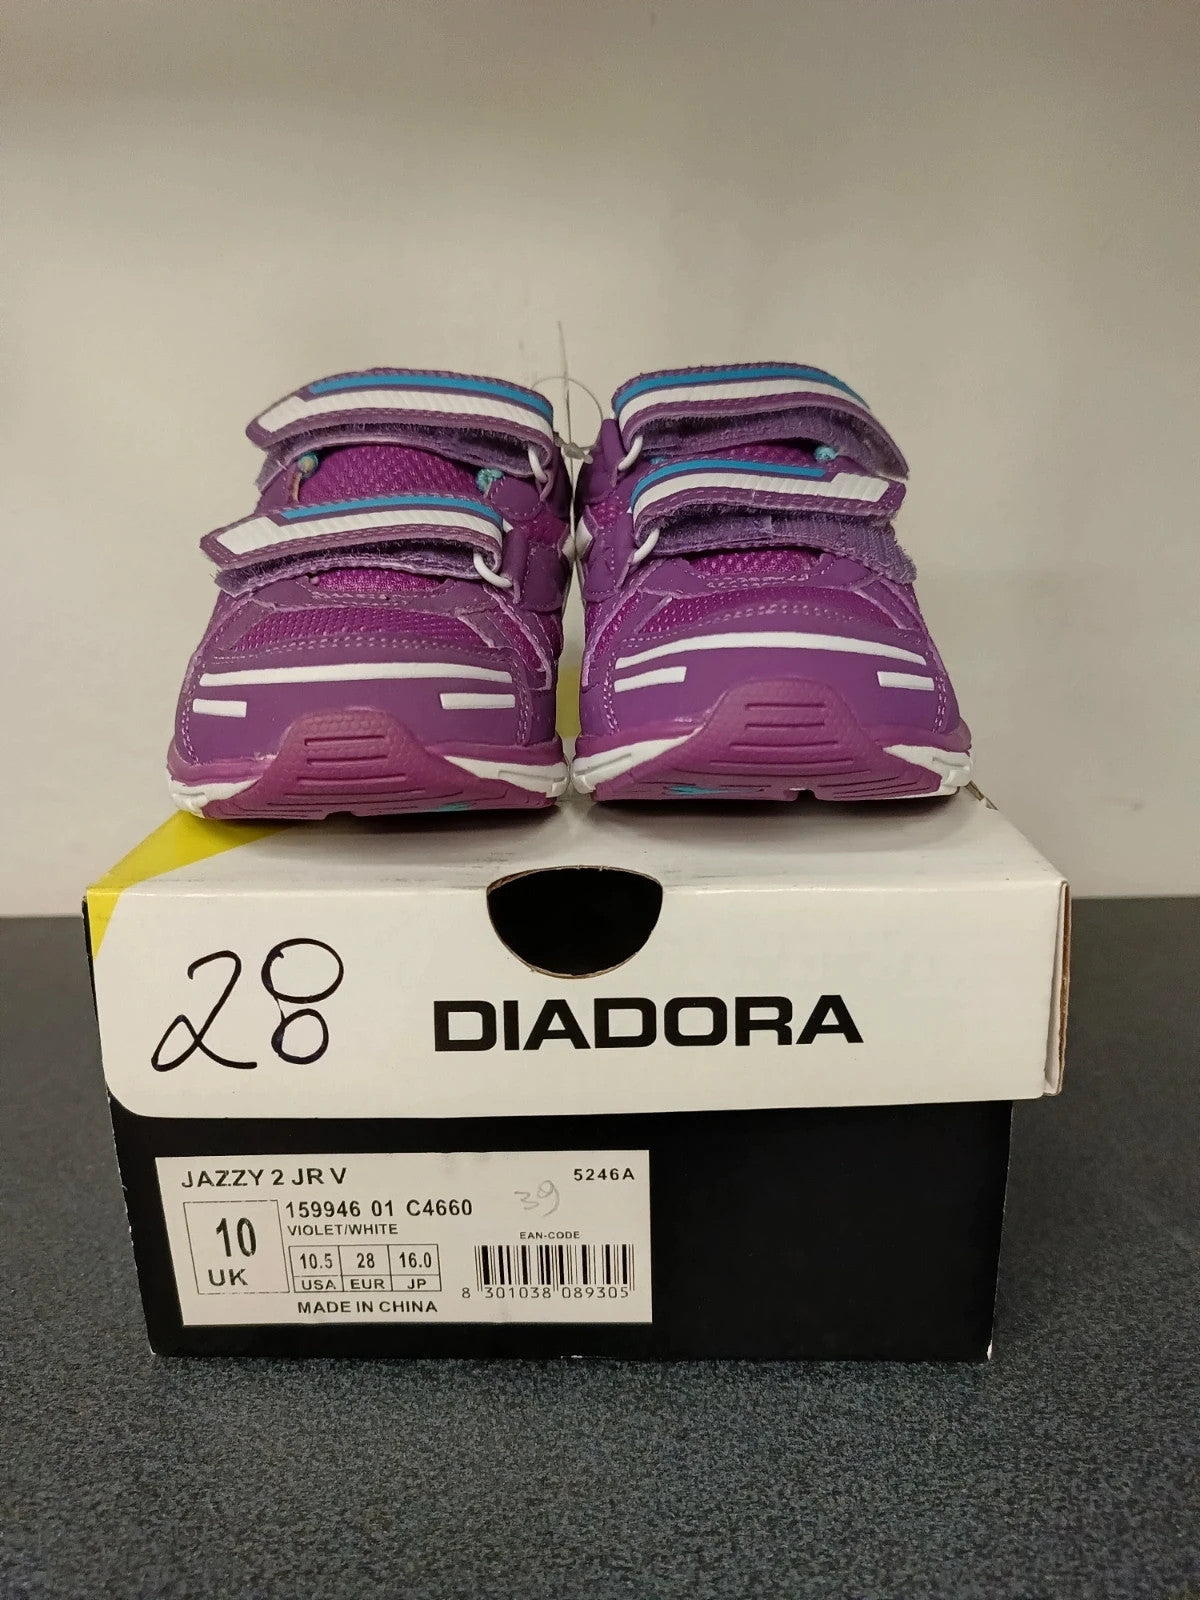 28
DIADORA
JAZZY 2 JR V
5246A
10
UK
159946 01 C4660
VIOLET/WHITE
39
10.5 28 16.0
USA EUR JP
MADE IN CHINA
EAN-CODE
8 301038 089305